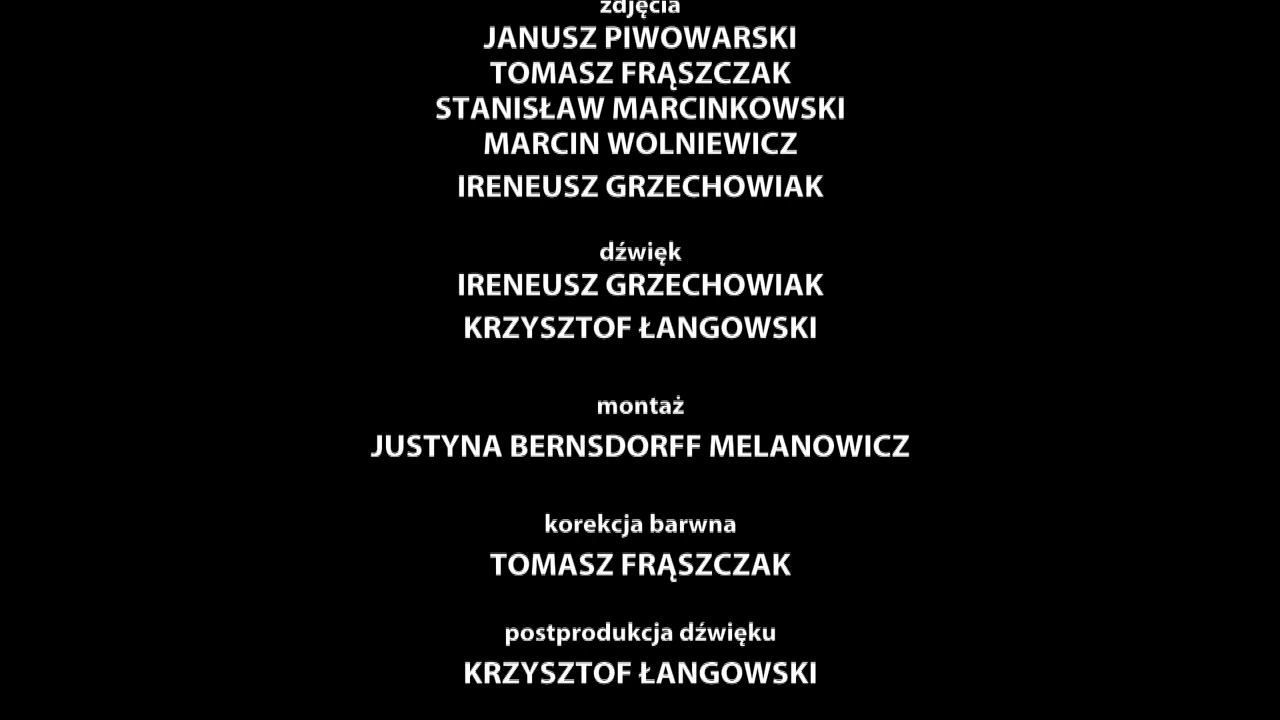 zdjęcia
JANUSZ PIWOWARSKI
TOMASZ FRĄSZCZAK
STANISŁAW MARCINKOWSKI
MARCIN WOLNIEWICZ
IRENEUSZ GRZECHOWIAK
dźwięk
IRENEUSZ GRZECHOWIAK
KRZYSZTOF ŁANGOWSKI
montaż
JUSTYNA BERNSDORFF MELANOWICZ
korekcja barwna
TOMASZ FRĄSZCZAK
postprodukcja dźwięku
KRZYSZTOF ŁANGOWSKI